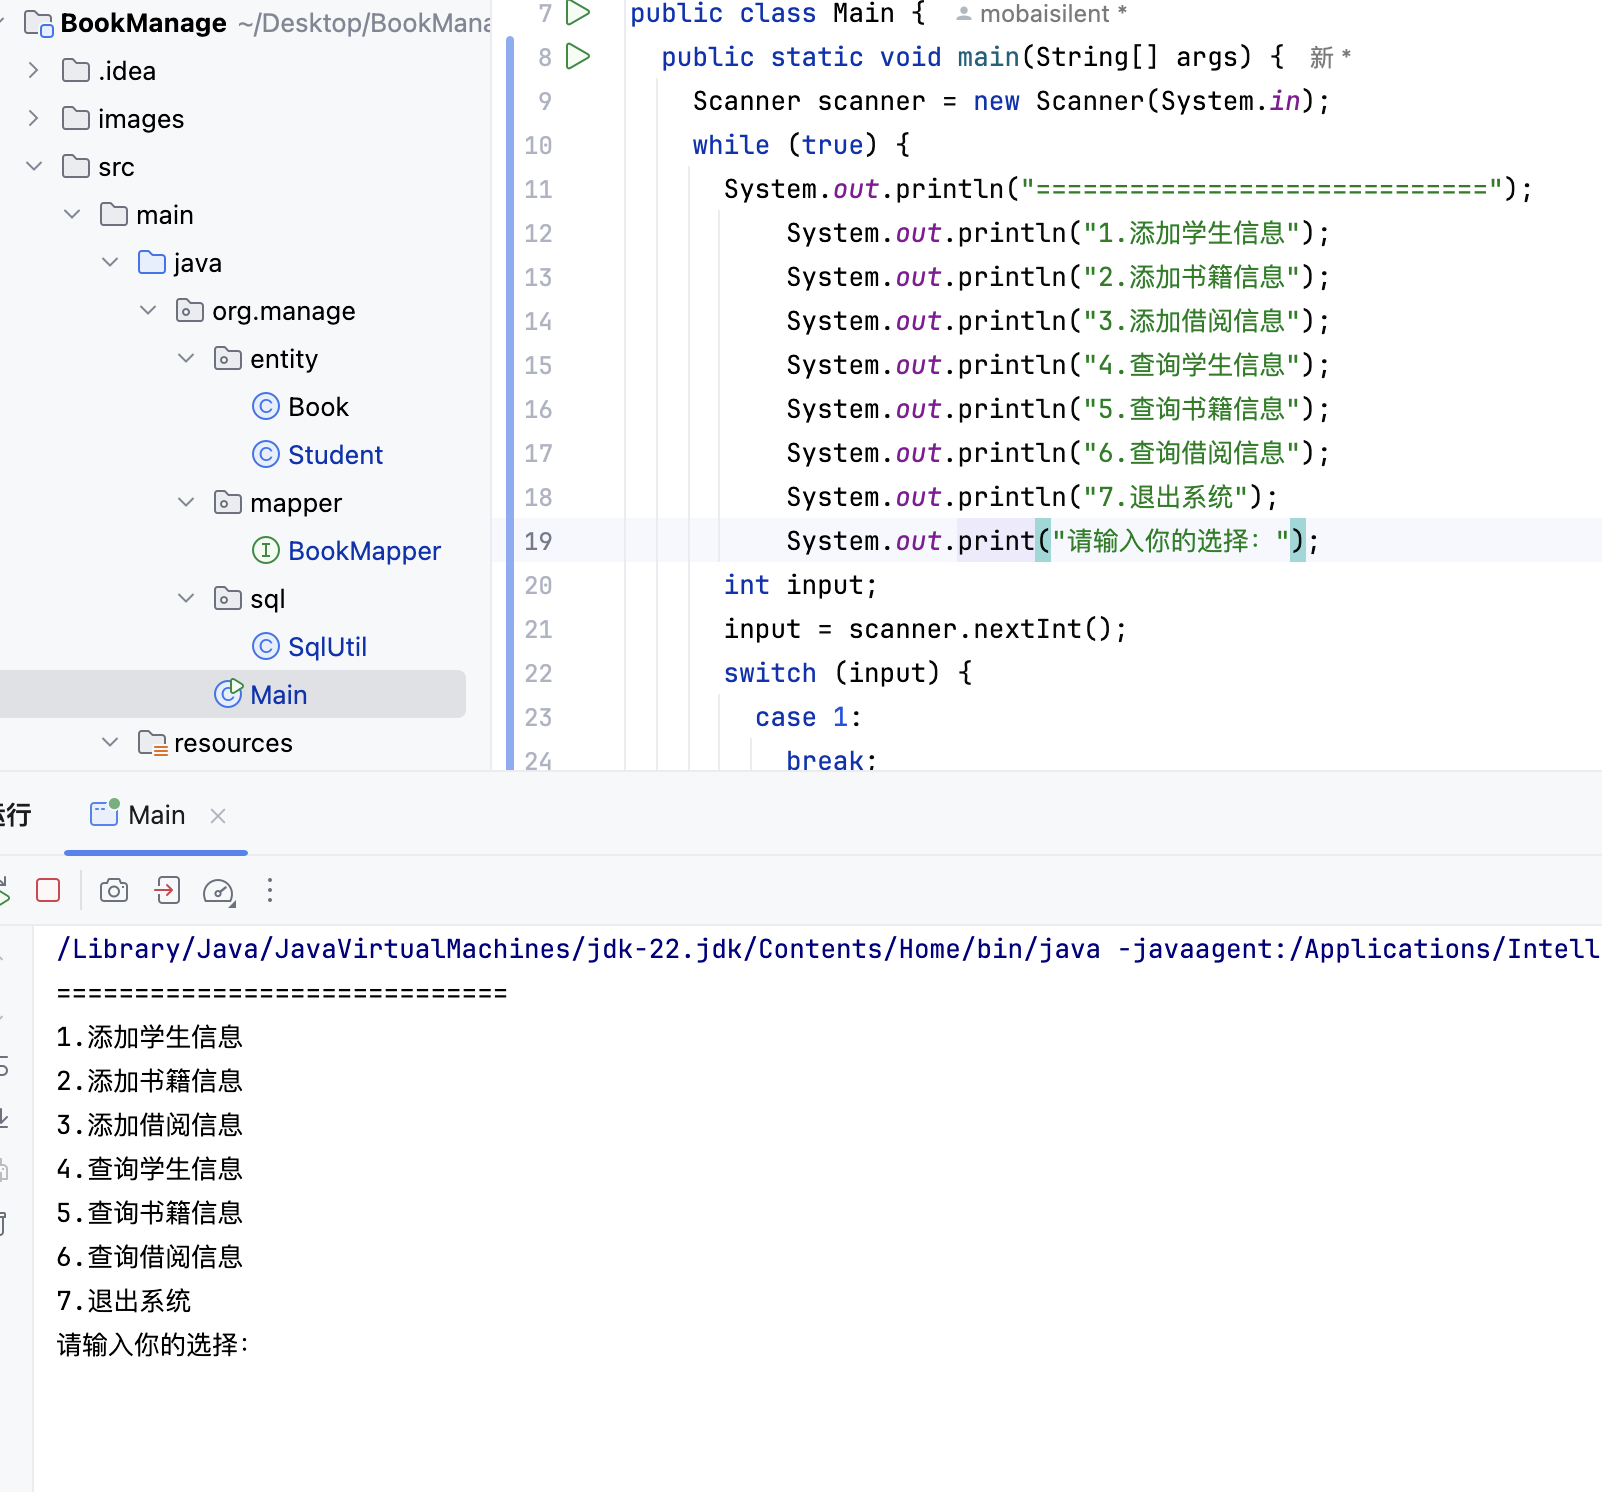 BookManage ~/Desktop/BookMana
.idea
images
src
main
java
org.manage
entity
Book
Student
mapper
BookMapper
sql
SqlUtil
Main
resources
7 public class Main { mobaisilent *
8 public static void main(String[] args) { 新 *
9 Scanner scanner = new Scanner(System.in);
10 while (true) {
11 System.out.println("=============================");
12 System.out.println("1.添加学生信息");
13 System.out.println("2.添加书籍信息");
14 System.out.println("3.添加借阅信息");
15 System.out.println("4.查询学生信息");
16 System.out.println("5.查询书籍信息");
17 System.out.println("6.查询借阅信息");
18 System.out.println("7.退出系统");
19 System.out.print("请输入你的选择：");
20 int input;
21 input = scanner.nextInt();
22 switch (input) {
23 case 1:
24 break;
运行 Main
/Library/Java/JavaVirtualMachines/jdk-22.jdk/Contents/Home/bin/java -javaagent:/Applications/Intell
=============================
1.添加学生信息
2.添加书籍信息
3.添加借阅信息
4.查询学生信息
5.查询书籍信息
6.查询借阅信息
7.退出系统
请输入你的选择：